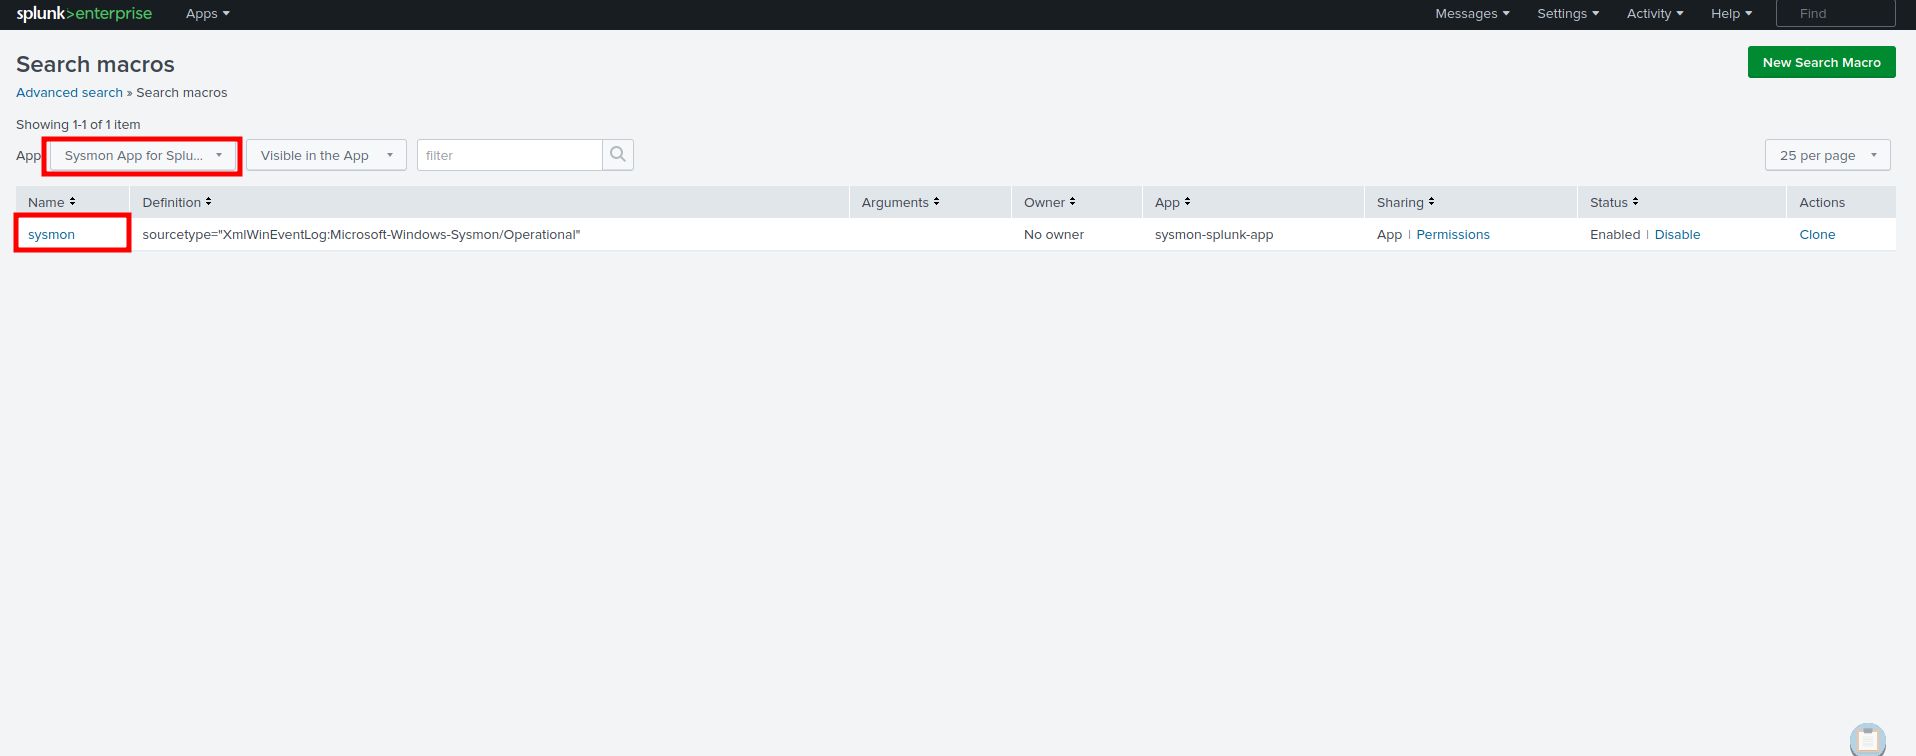 splunk>enterprise Apps Messages Settings Activity Help Find
Search macros
New Search Macro
Advanced search » Search macros
Showing 1-1 of 1 item
App Sysmon App for Splu... Visible in the App filter 25 per page
Name Definition Arguments Owner App Sharing Status Actions
sysmon sourcetype="XmlWinEventLog:Microsoft-Windows-Sysmon/Operational" No owner sysmon-splunk-app App | Permissions Enabled | Disable Clone